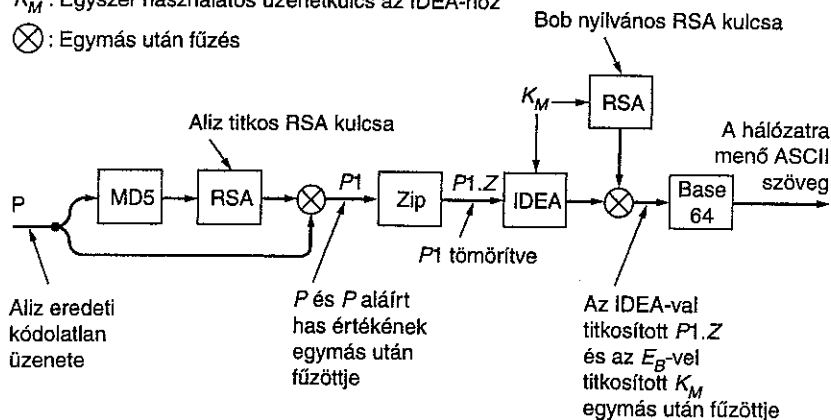 K_M : Egyszer használatos üzenetkulcs az IDEA-hoz
⊗ : Egymás után fűzés
Bob nyilvános RSA kulcsa
K_M
RSA
Aliz titkos RSA kulcsa
A hálózatra
menő ASCII
szöveg
P
MD5
RSA
P1
Zip
P1.Z
IDEA
Base
64
P1 tömörítve
Aliz eredeti
kódolatlan
üzenete
P és P aláírt
has értékének
egymás után
fűzöttje
Az IDEA-val
titkosított P1.Z
és az E_B-vel
titkosított K_M
egymás után fűzöttje